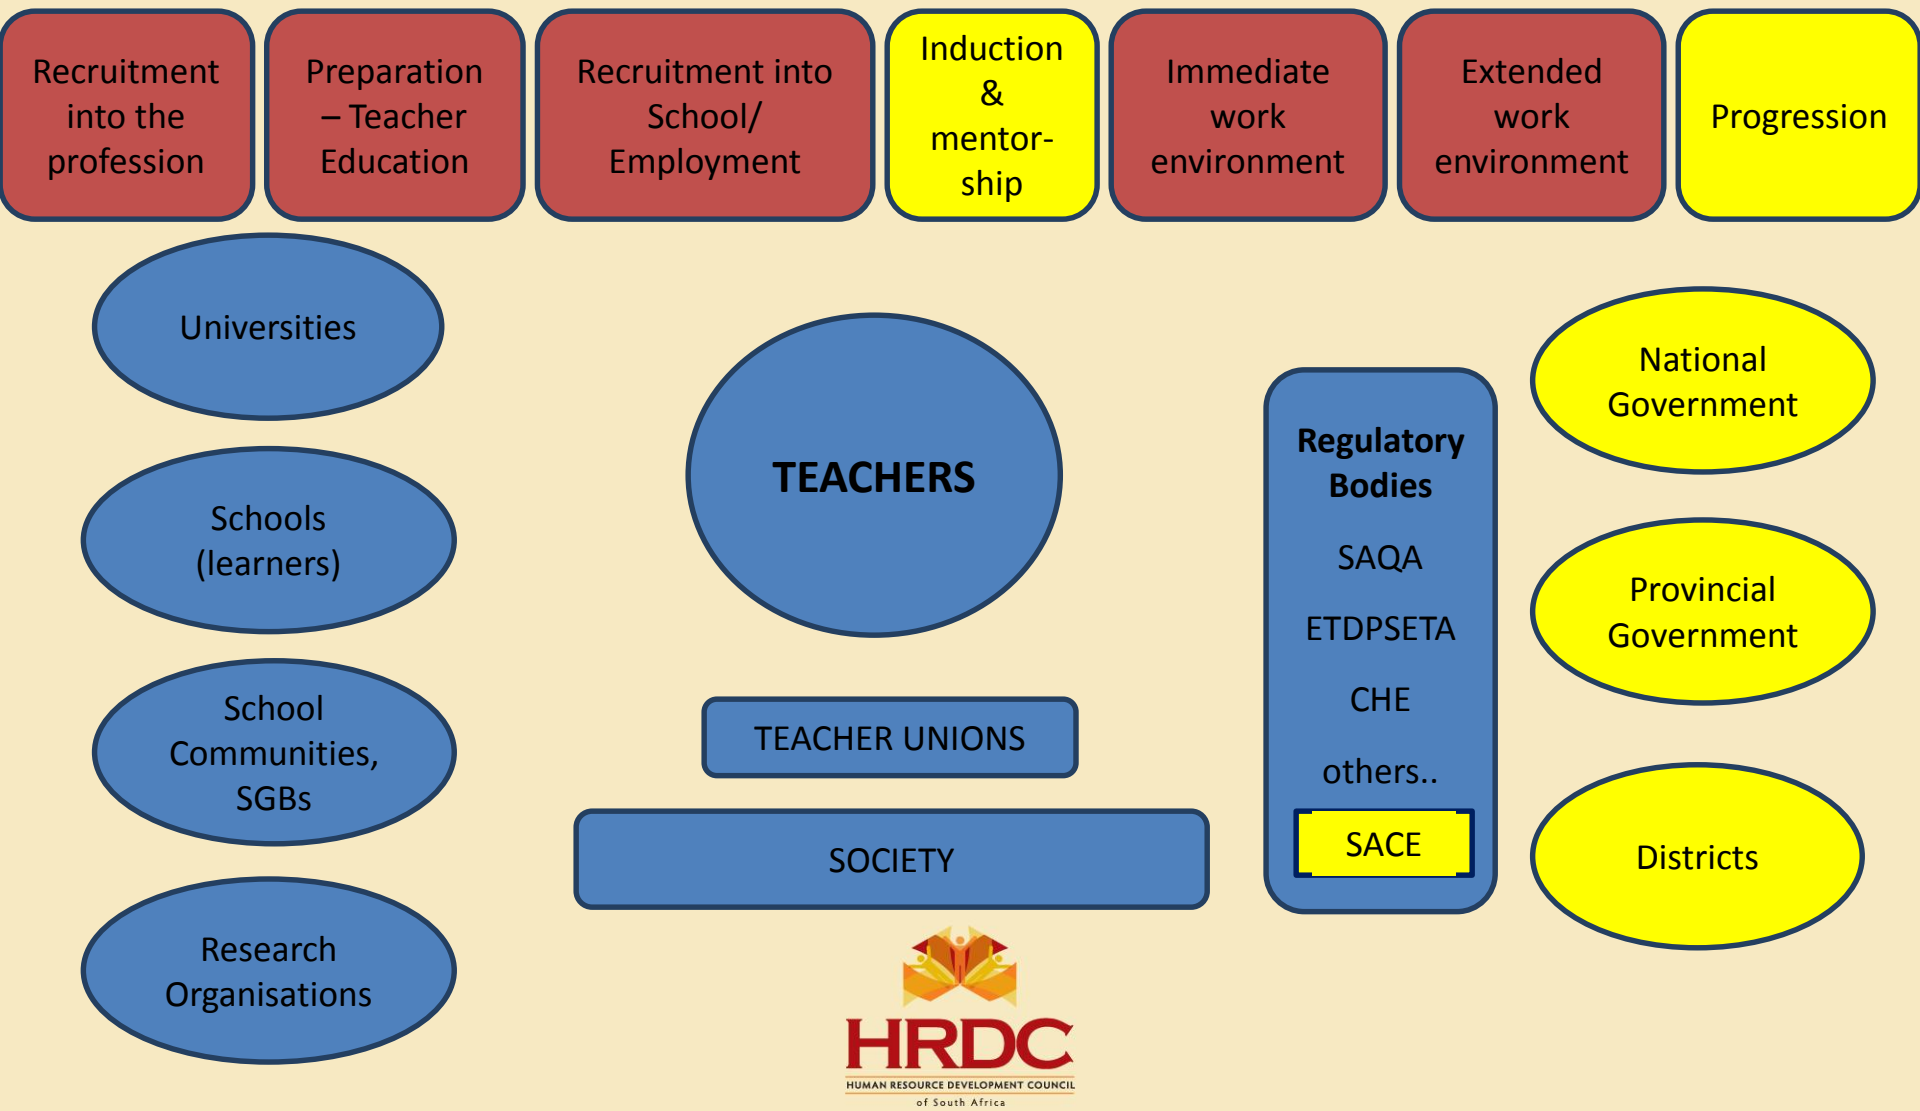 Recruitment
into the
profession
Preparation
– Teacher
Education
Recruitment into
School/
Employment
Induction
&
mentor-
ship
Immediate
work
environment
Extended
work
environment
Progression
Universities
Schools
(learners)
School
Communities,
SGBs
Research
Organisations
TEACHERS
TEACHER UNIONS
SOCIETY
Regulatory
Bodies
SAQA
ETDPSETA
CHE
others..
SACE
National
Government
Provincial
Government
Districts
HRDC
HUMAN RESOURCE DEVELOPMENT COUNCIL
of South Africa